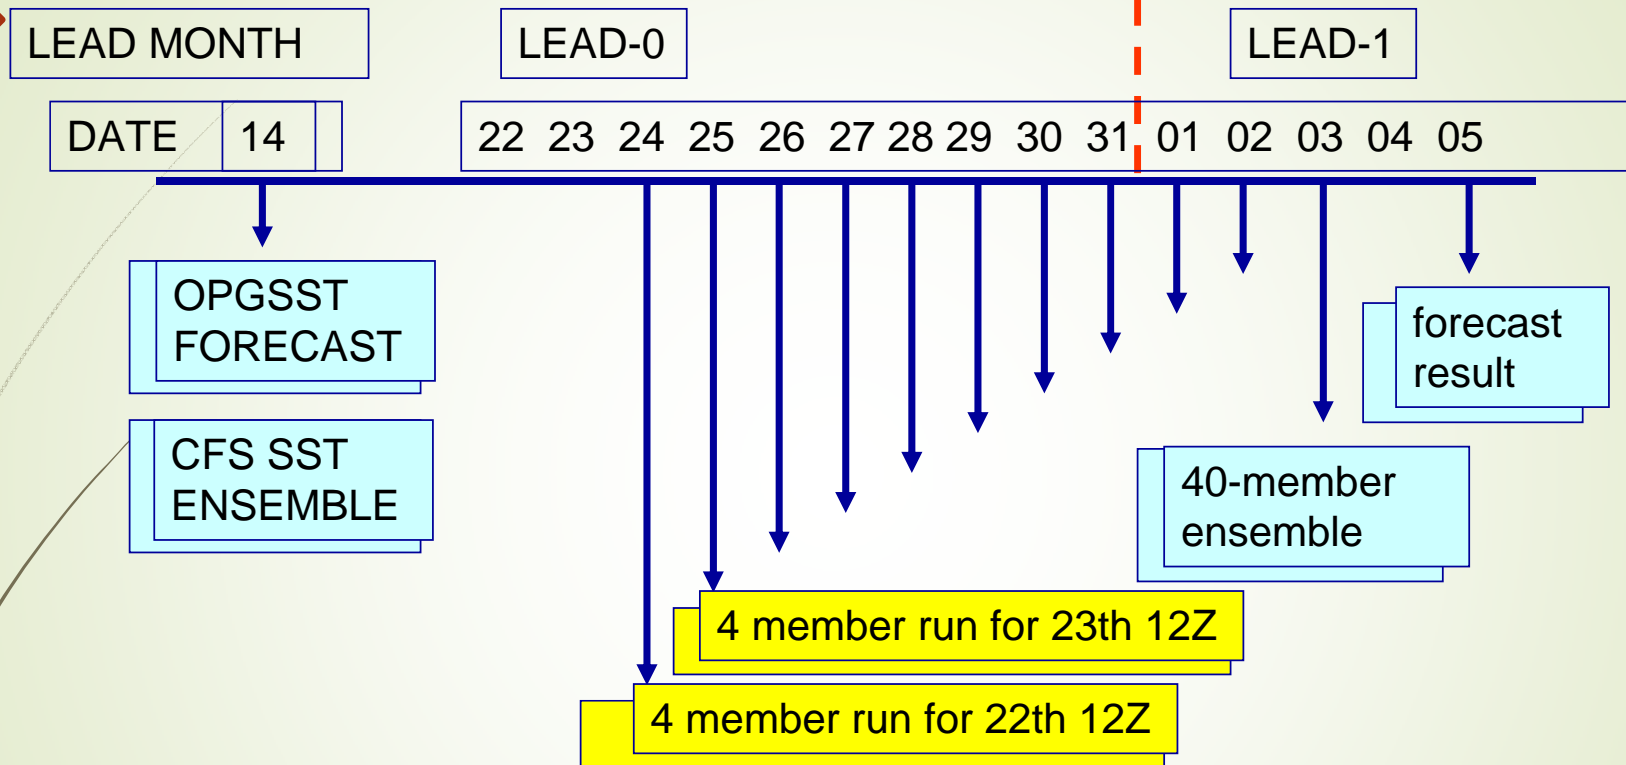 LEAD MONTH LEAD-0 LEAD-1
DATE 14 22 23 24 25 26 27 28 29 30 31 01 02 03 04 05
OPGSST
FORECAST
CFS SST
ENSEMBLE
forecast
result
40-member
ensemble
4 member run for 23th 12Z
4 member run for 22th 12Z